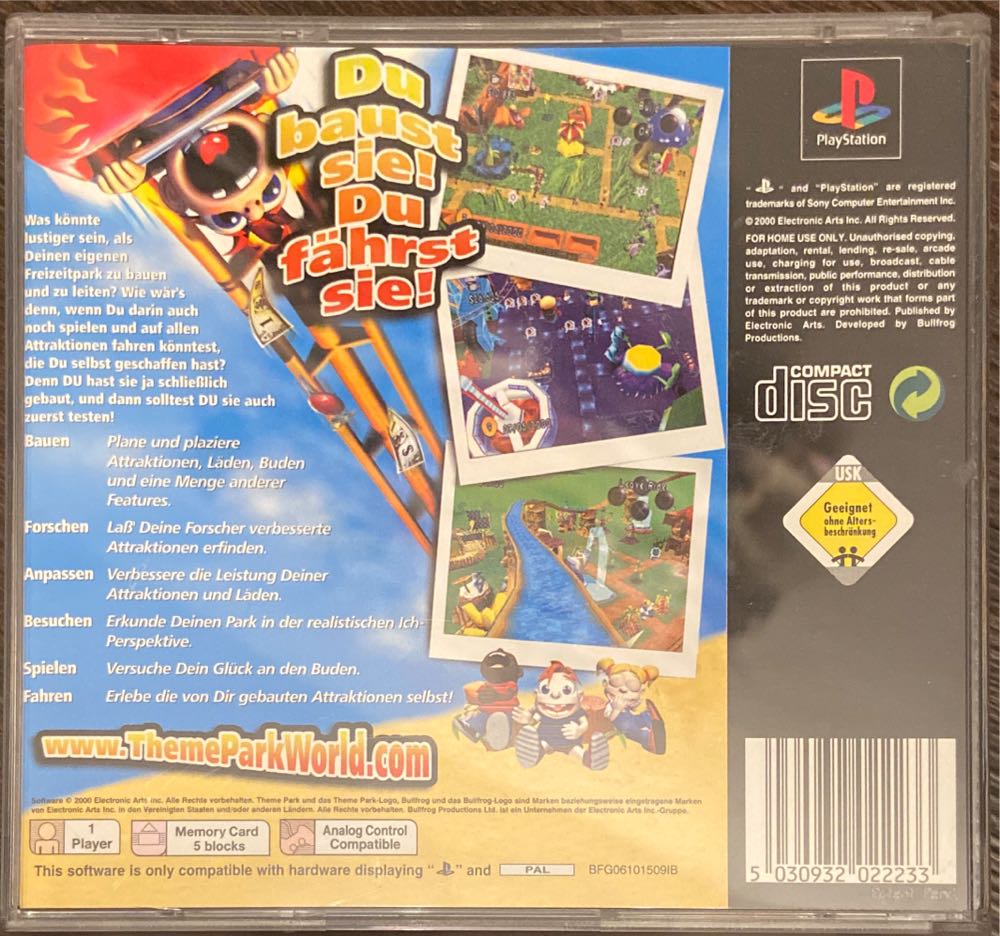 Du
baust
sie!
Du
fährst
sie!
Was könnte
lustiger sein, als
Deinen eigenen
Freizeitpark zu bauen
und zu leiten? Wie wär's
denn, wenn Du darin auch
noch spielen und auf allen
Attraktionen fahren könntest,
die Du selbst geschaffen hast?
Denn DU hast sie ja schließlich
gebaut, und dann solltest DU sie auch
zuerst testen!
Bauen Plane und plaziere
Attraktionen, Läden, Buden
und eine Menge anderer
Features.
Forschen Laß' Deine Forscher verbesserte
Attraktionen erfinden.
Anpassen Verbessere die Leistung Deiner
Attraktionen und Läden.
Besuchen Erkunde Deinen Park in der realistischen Ich-
Perspektive.
Spielen Versuche Dein Glück an den Buden.
Fahren Erlebe die von Dir gebauten Attraktionen selbst!
www.ThemeParkWorld.com
Software © 2000 Electronic Arts Inc. Alle Rechte vorbehalten. Theme Park und das Theme Park-Logo, Bullfrog und das Bullfrog-Logo sind Marken beziehungsweise eingetragene Marken
von Electronic Arts Inc. in den Vereinigten Staaten und/oder anderen Ländern. Alle Rechte vorbehalten. Bullfrog Productions Ltd. ist ein Unternehmen der Electronic Arts Inc.-Gruppe.
1
Player
Memory Card
5 blocks
Analog Control
Compatible
This software is only compatible with hardware displaying " " and PAL BFG06101509IB
PlayStation
" " and "PlayStation" are registered
trademarks of Sony Computer Entertainment Inc.
© 2000 Electronic Arts Inc. All Rights Reserved.
FOR HOME USE ONLY. Unauthorised copying,
adaptation, rental, lending, re-sale, arcade
use, charging for use, broadcast, cable
transmission, public performance, distribution
or extraction of this product or any
trademark or copyright work that forms part
of this product are prohibited. Published by
Electronic Arts. Developed by Bullfrog
Productions.
COMPACT
disc
USK
Geeignet
ohne Alters-
beschränkung
5 030932 022233